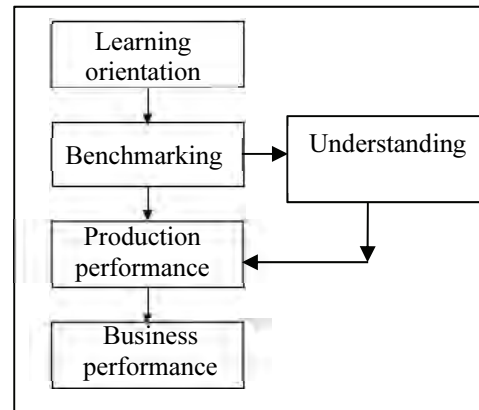 Learning
orientation
Benchmarking
Understanding
Production
performance
Business
performance